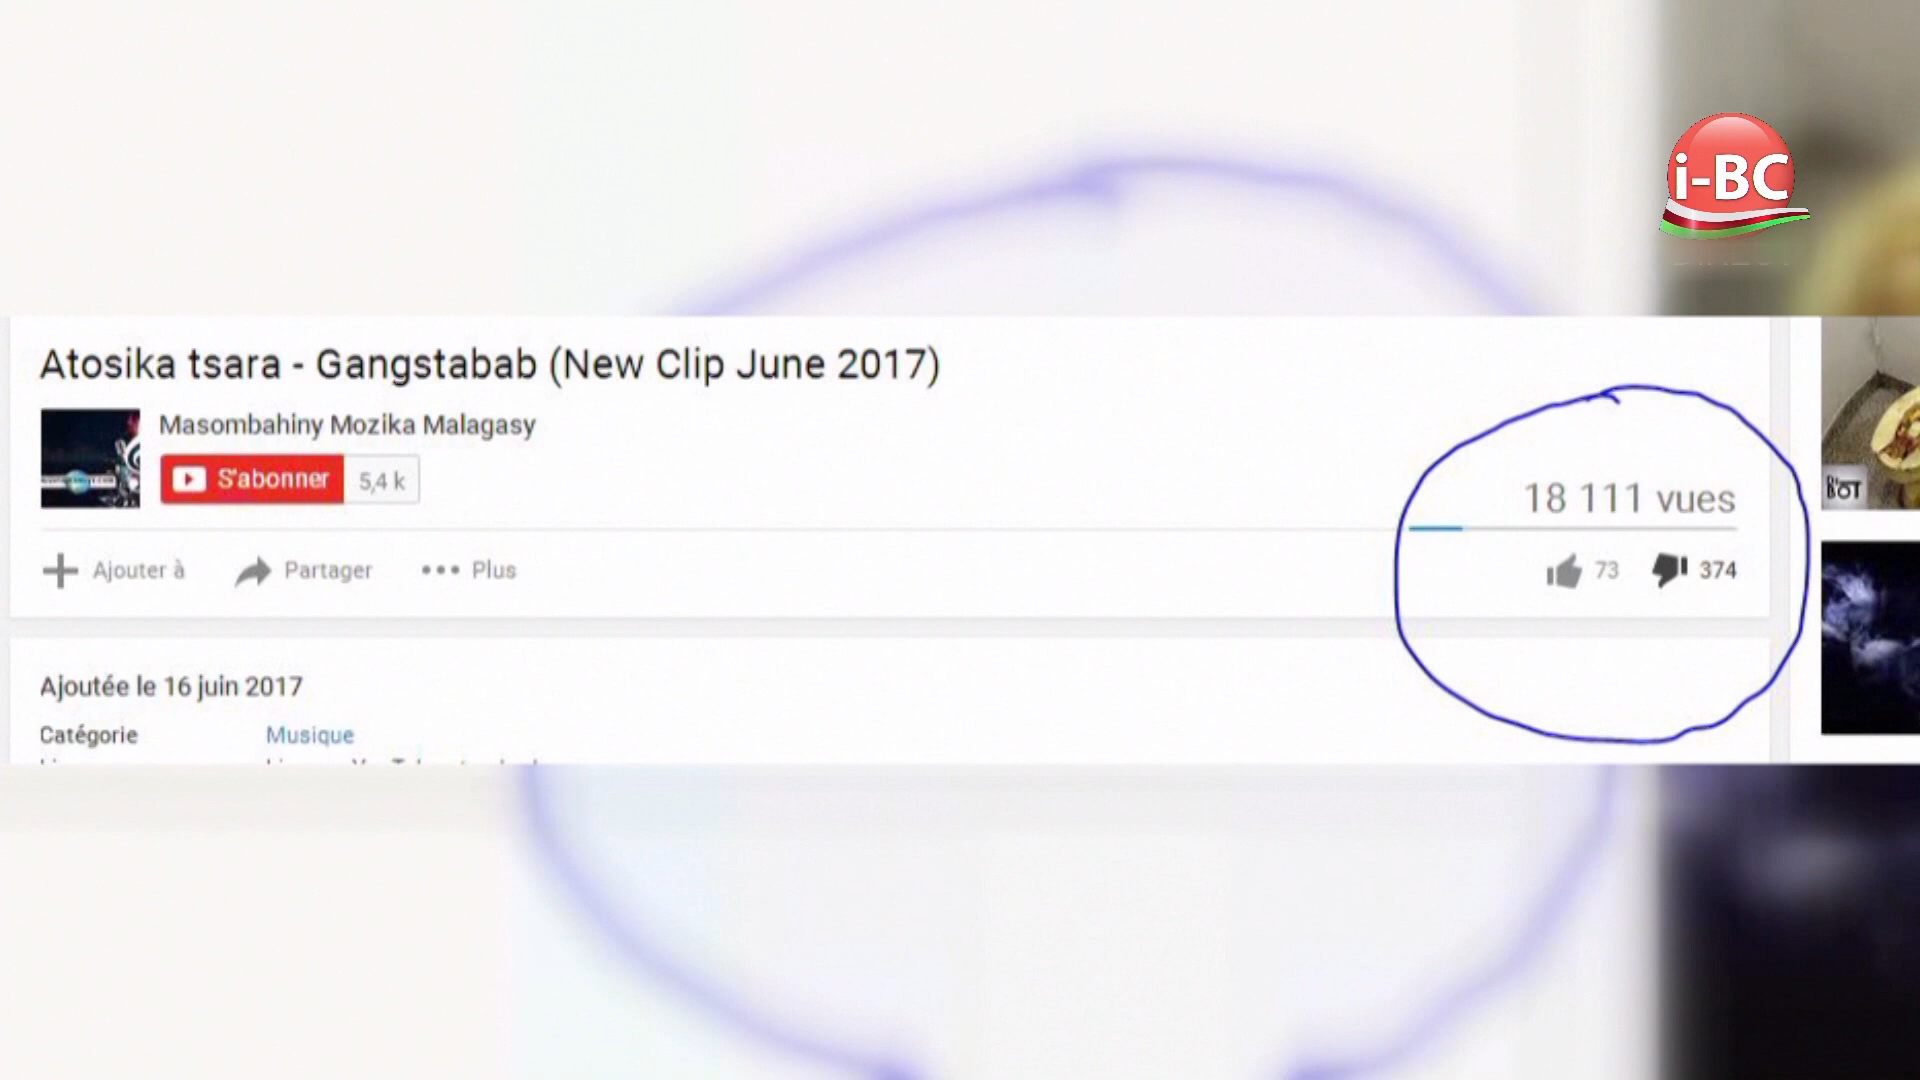 i-BC
Atosika tsara - Gangstabab (New Clip June 2017)
Masombahiny Mozika Malagasy
S'abonner 5,4 k
18 111 vues
Ajouter à Partager Plus 73 374
B'OT
Ajoutée le 16 juin 2017
Catégorie Musique